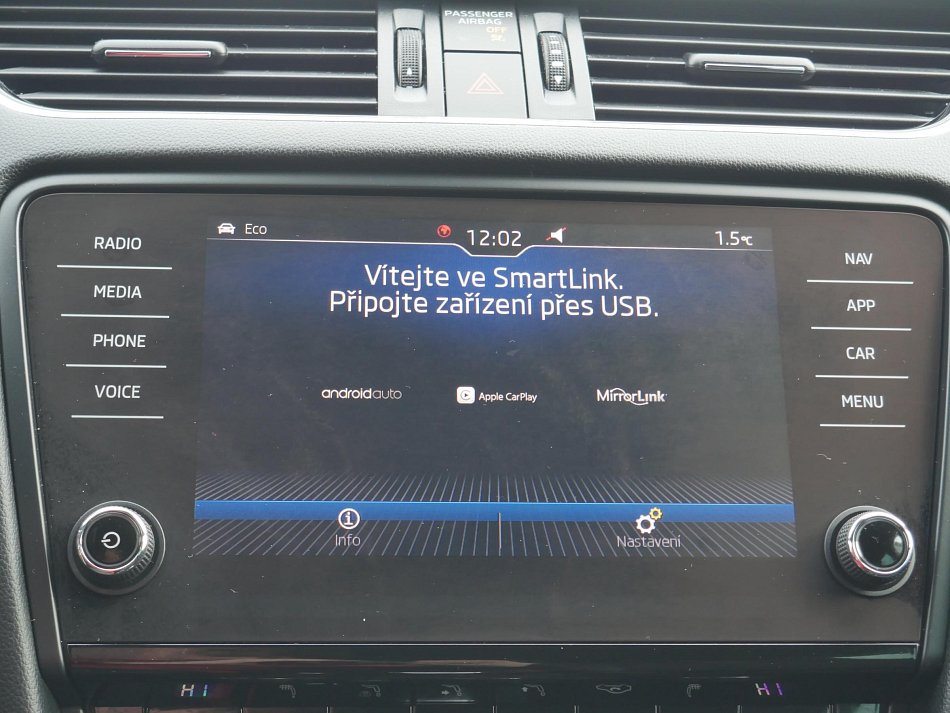 PASSENGER
AIRBAG
OFF
Eco
12:02
1.5°C
RADIO
MEDIA
PHONE
VOICE
Vítejte ve SmartLink.
Připojte zařízení přes USB.
androidauto
Apple CarPlay
MirrorLink
Info
Nastavení
NAV
APP
CAR
MENU
HI
HI